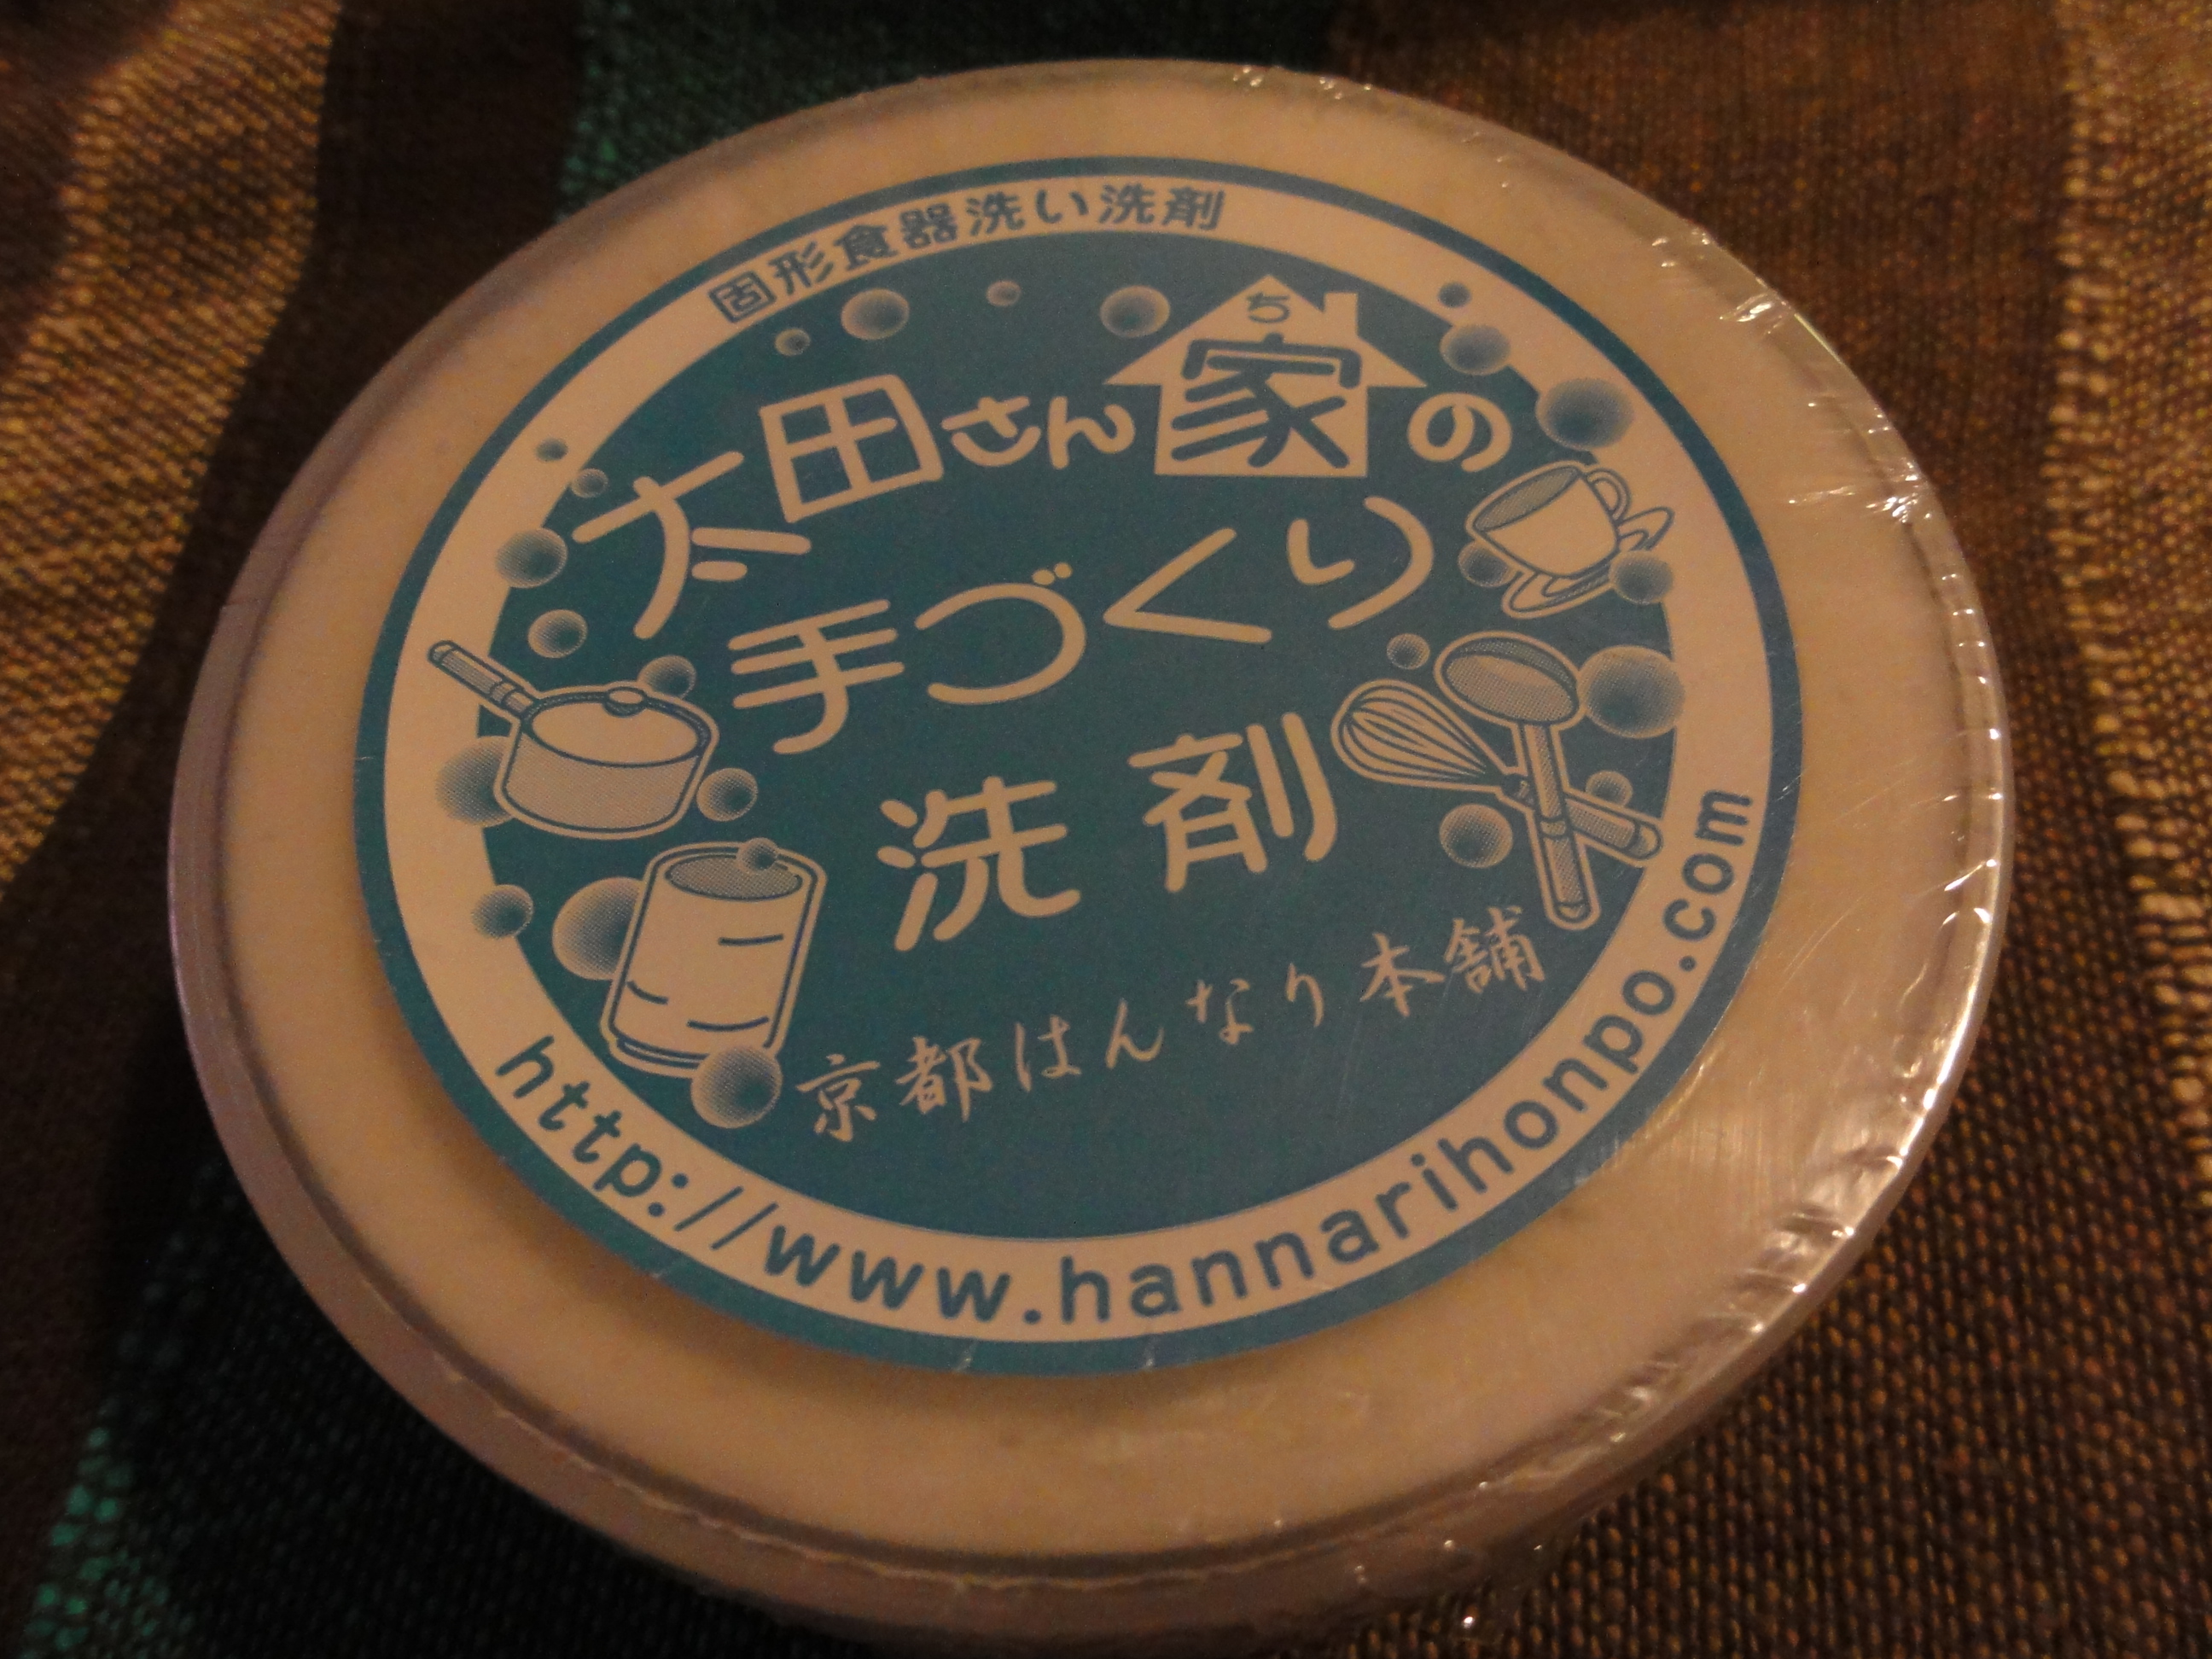 固形食器洗い洗剤
ち
太田さん家の
手づくり
洗剤
京都はんなり本舗
http://www.hannarihonpo.com